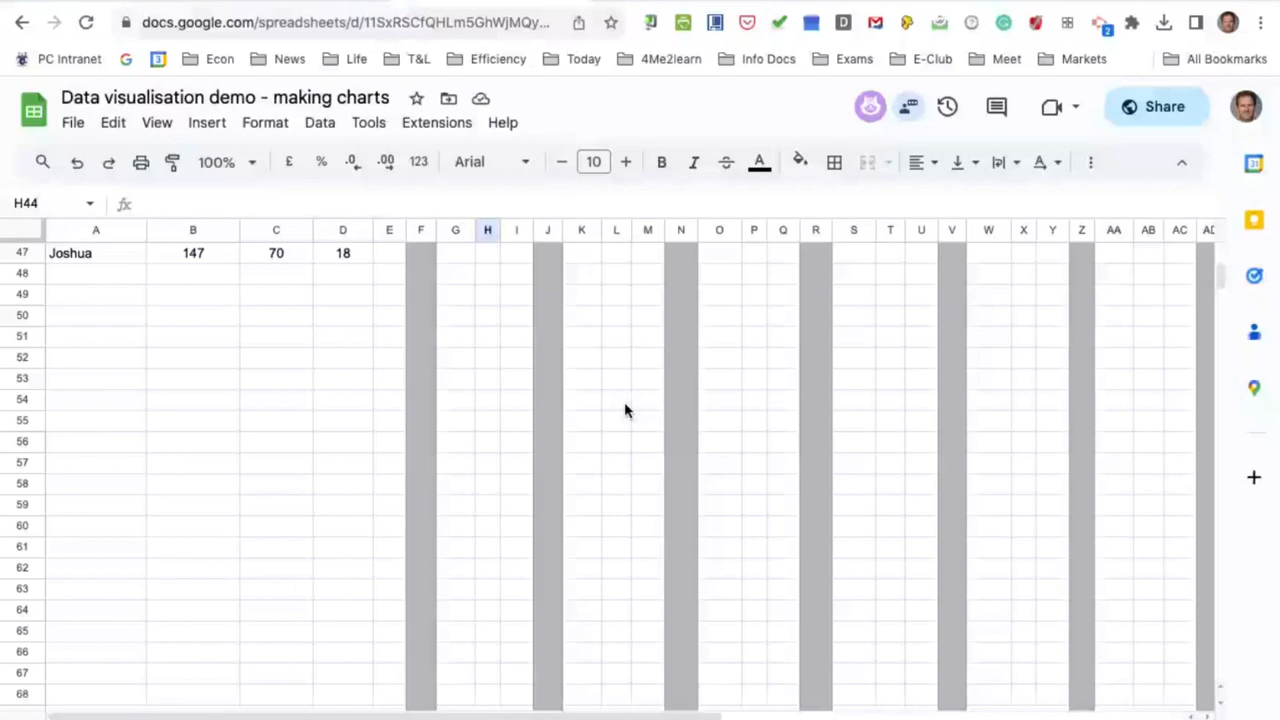 docs.google.com/spreadsheets/d/11SxRSCfQHLm5GhWjMQy...
PC Intranet Econ News Life T&L Efficiency Today 4Me2learn Info Docs Exams E-Club Meet Markets All Bookmarks
Data visualisation demo - making charts
File Edit View Insert Format Data Tools Extensions Help
Share
100% £ % .0 .00 123 Arial 10 B I S A
H44 fx
A B C D E F G H I J K L M N O P Q R S T U V W X Y Z AA AB AC AD
47 Joshua 147 70 18
48
49
50
51
52
53
54
55
56
57
58
59
60
61
62
63
64
65
66
67
68